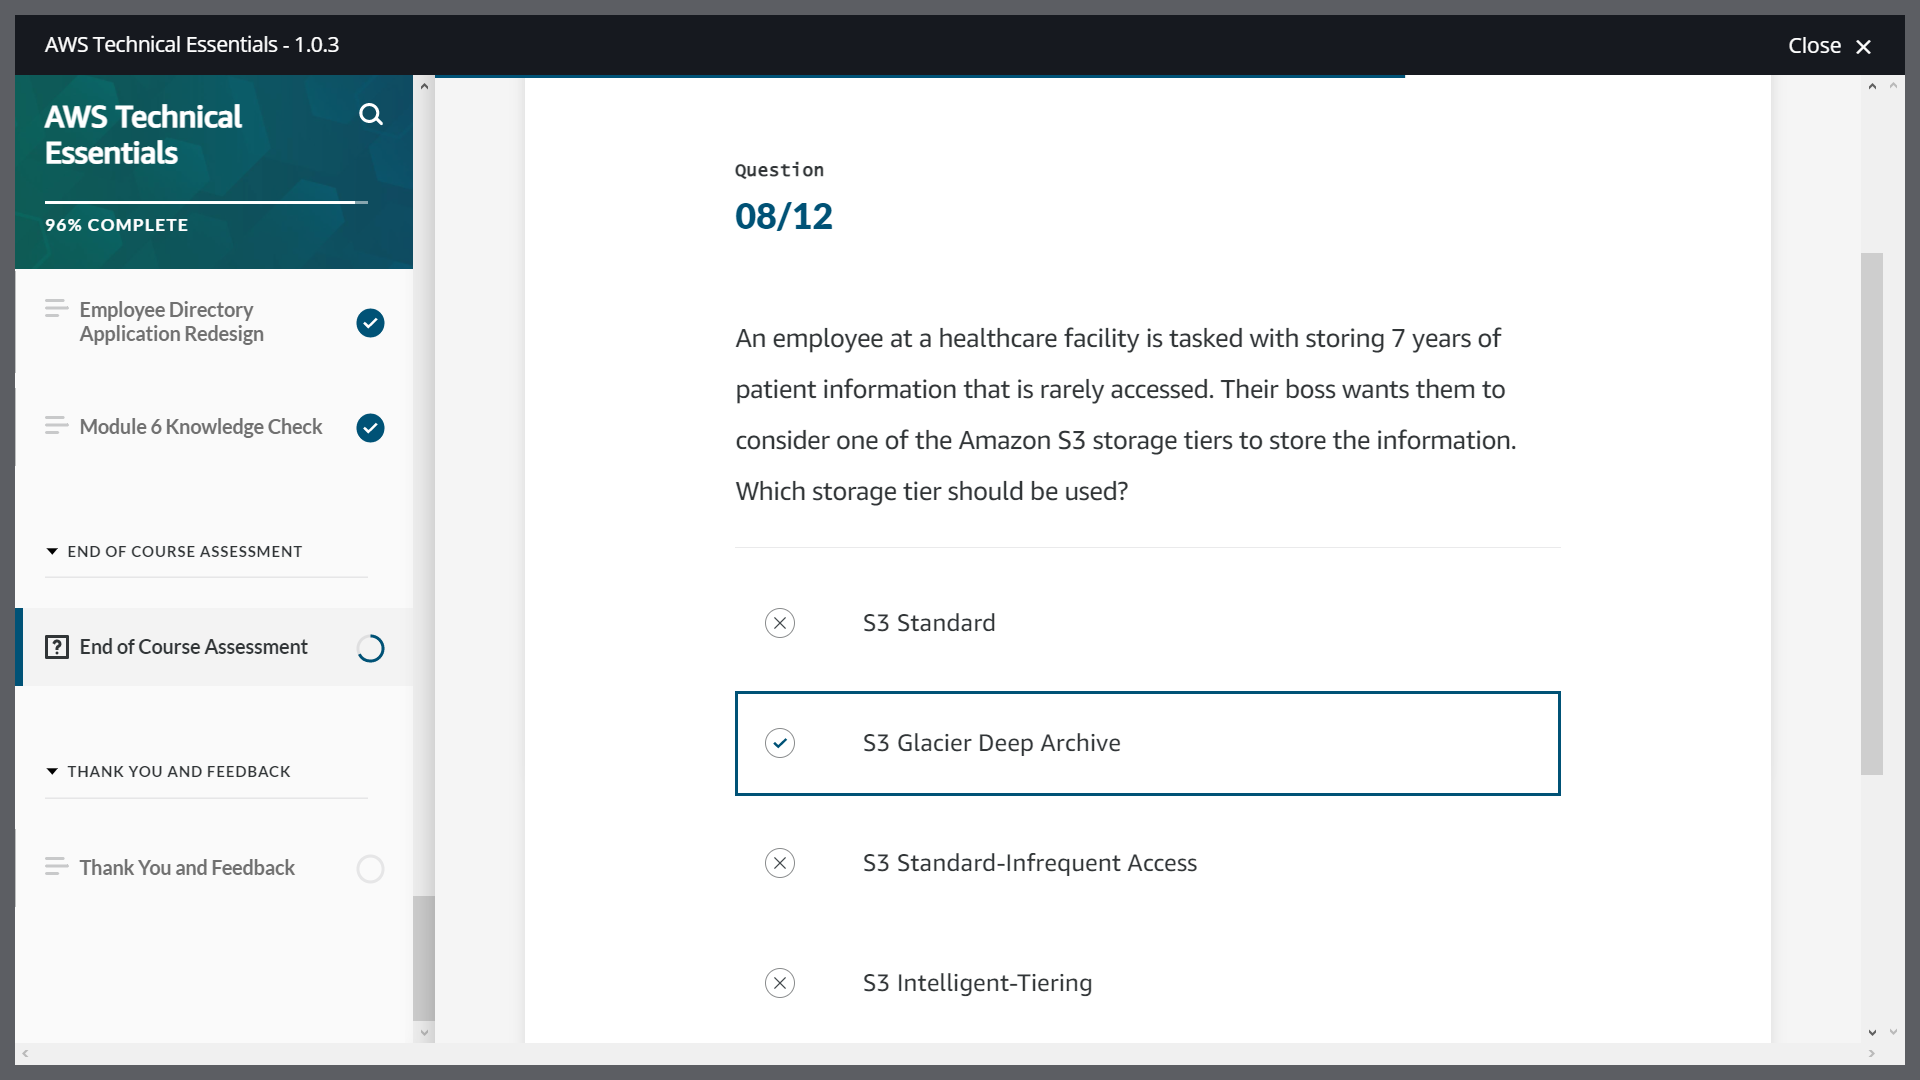 AWS Technical Essentials - 1.0.3
Close
AWS Technical
Essentials
96% COMPLETE
Employee Directory
Application Redesign
Module 6 Knowledge Check
END OF COURSE ASSESSMENT
End of Course Assessment
THANK YOU AND FEEDBACK
Thank You and Feedback
Question
08/12
An employee at a healthcare facility is tasked with storing 7 years of
patient information that is rarely accessed. Their boss wants them to
consider one of the Amazon S3 storage tiers to store the information.
Which storage tier should be used?
S3 Standard
S3 Glacier Deep Archive
S3 Standard-Infrequent Access
S3 Intelligent-Tiering